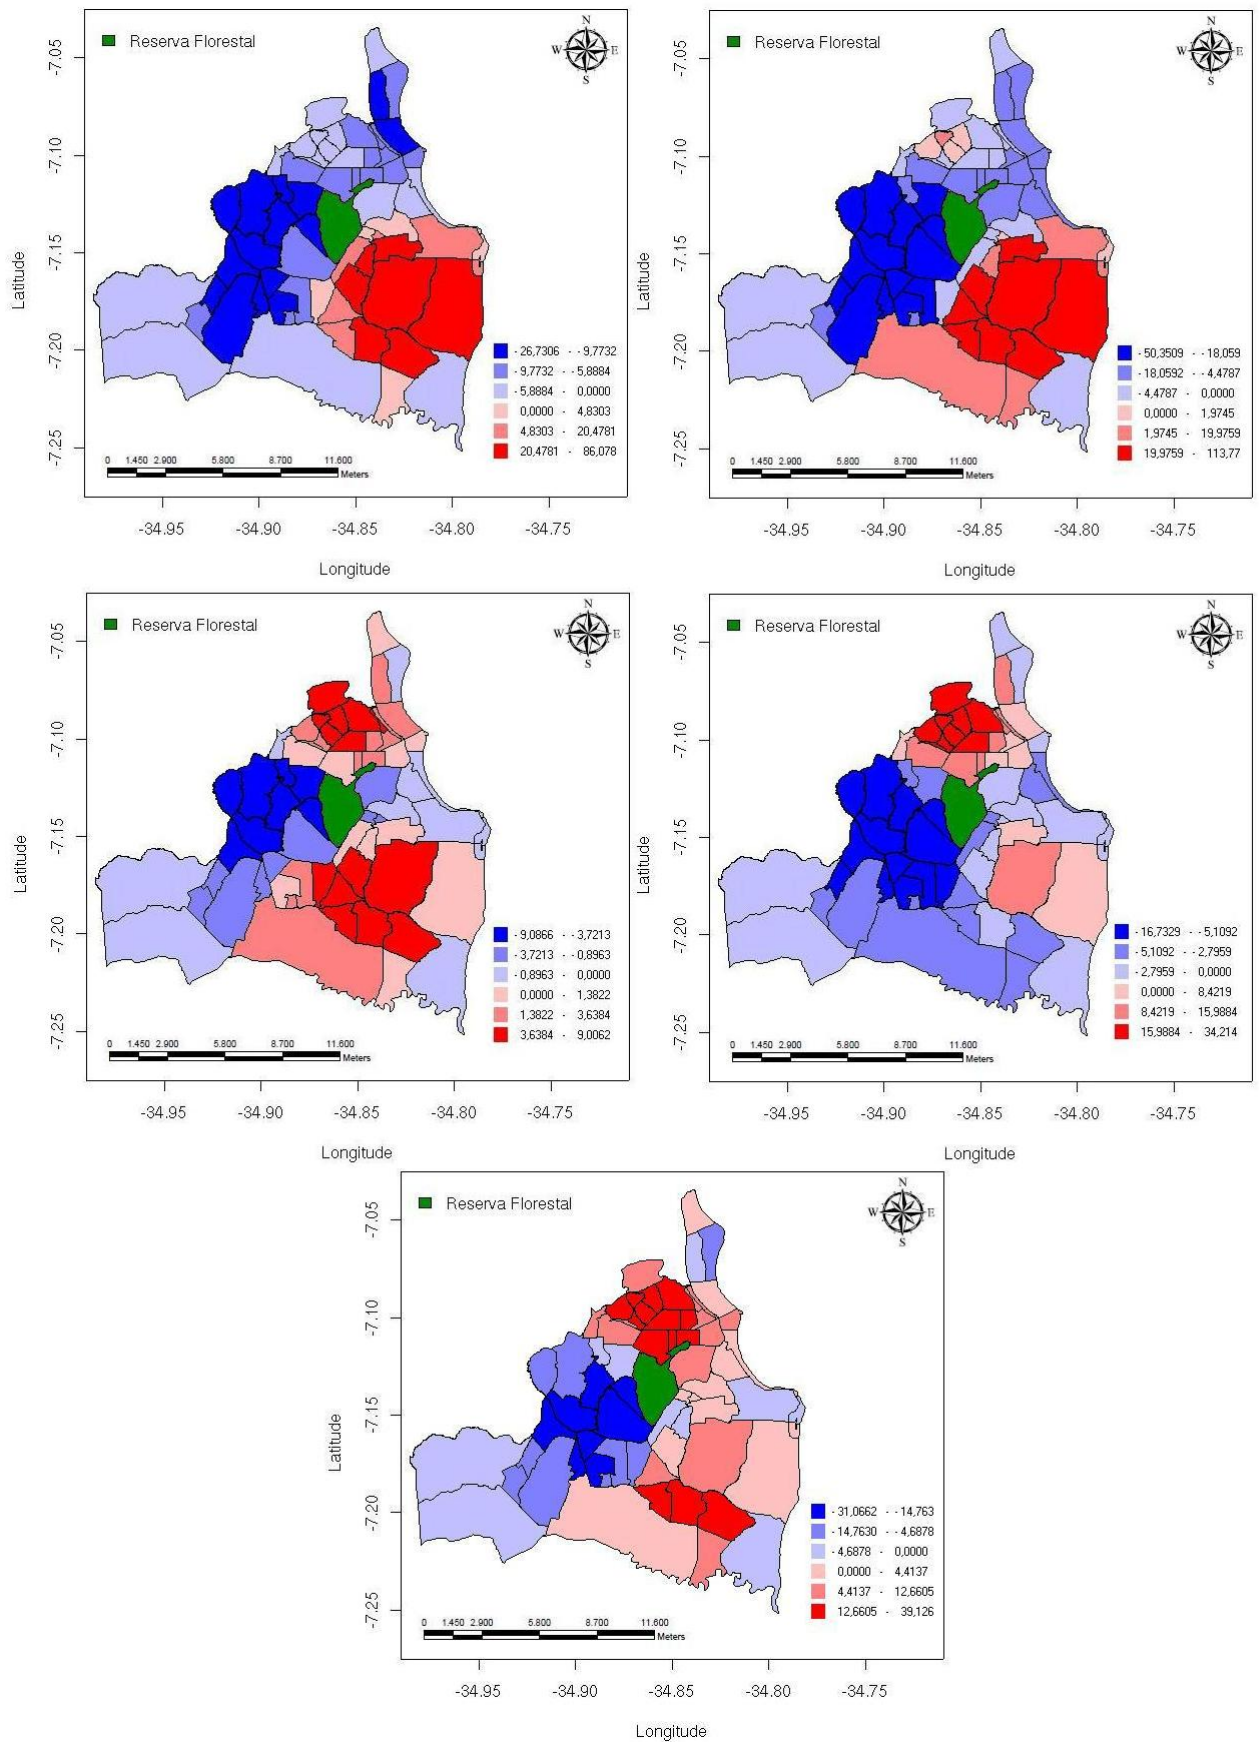 Reserva Florestal
N
W E
S
-7.05
-7.10
-7.15
-7.20
-7.25
Latitude
- 26,7306 - - 9,7732
- 9,7732 - - 5,8884
- 5,8884 - 0,0000
0,0000 - 4,8303
4,8303 - 20,4781
20,4781 - 86,078
0 1.450 2.900 5.800 8.700 11.600
Meters
-34.95 -34.90 -34.85 -34.80 -34.75
Longitude
Reserva Florestal
N
W E
S
-7.05
-7.10
-7.15
-7.20
-7.25
Latitude
- 50,3509 - - 18,059
- 18,0592 - - 4,4787
- 4,4787 - 0,0000
0,0000 - 1,9745
1,9745 - 19,9759
19,9759 - 113,77
0 1.450 2.900 5.800 8.700 11.600
Meters
-34.95 -34.90 -34.85 -34.80 -34.75
Longitude
Reserva Florestal
N
W E
S
-7.05
-7.10
-7.15
-7.20
-7.25
Latitude
- 9,0866 - - 3,7213
- 3,7213 - - 0,8963
- 0,8963 - 0,0000
0,0000 - 1,3822
1,3822 - 3,6384
3,6384 - 9,0062
0 1.450 2.900 5.800 8.700 11.600
Meters
-34.95 -34.90 -34.85 -34.80 -34.75
Longitude
Reserva Florestal
N
W E
S
-7.05
-7.10
-7.15
-7.20
-7.25
Latitude
- 16,7329 - - 5,1092
- 5,1092 - - 2,7959
- 2,7959 - 0,0000
0,0000 - 8,4219
8,4219 - 15,9884
15,9884 - 34,214
0 1.450 2.900 5.800 8.700 11.600
Meters
-34.95 -34.90 -34.85 -34.80 -34.75
Longitude
Reserva Florestal
N
W E
S
-7.05
-7.10
-7.15
-7.20
-7.25
Latitude
- 31,0662 - - 14,763
- 14,7630 - - 4,6878
- 4,6878 - 0,0000
0,0000 - 4,4137
4,4137 - 12,6605
12,6605 - 39,126
0 1.450 2.900 5.800 8.700 11.600
Meters
-34.95 -34.90 -34.85 -34.80 -34.75
Longitude